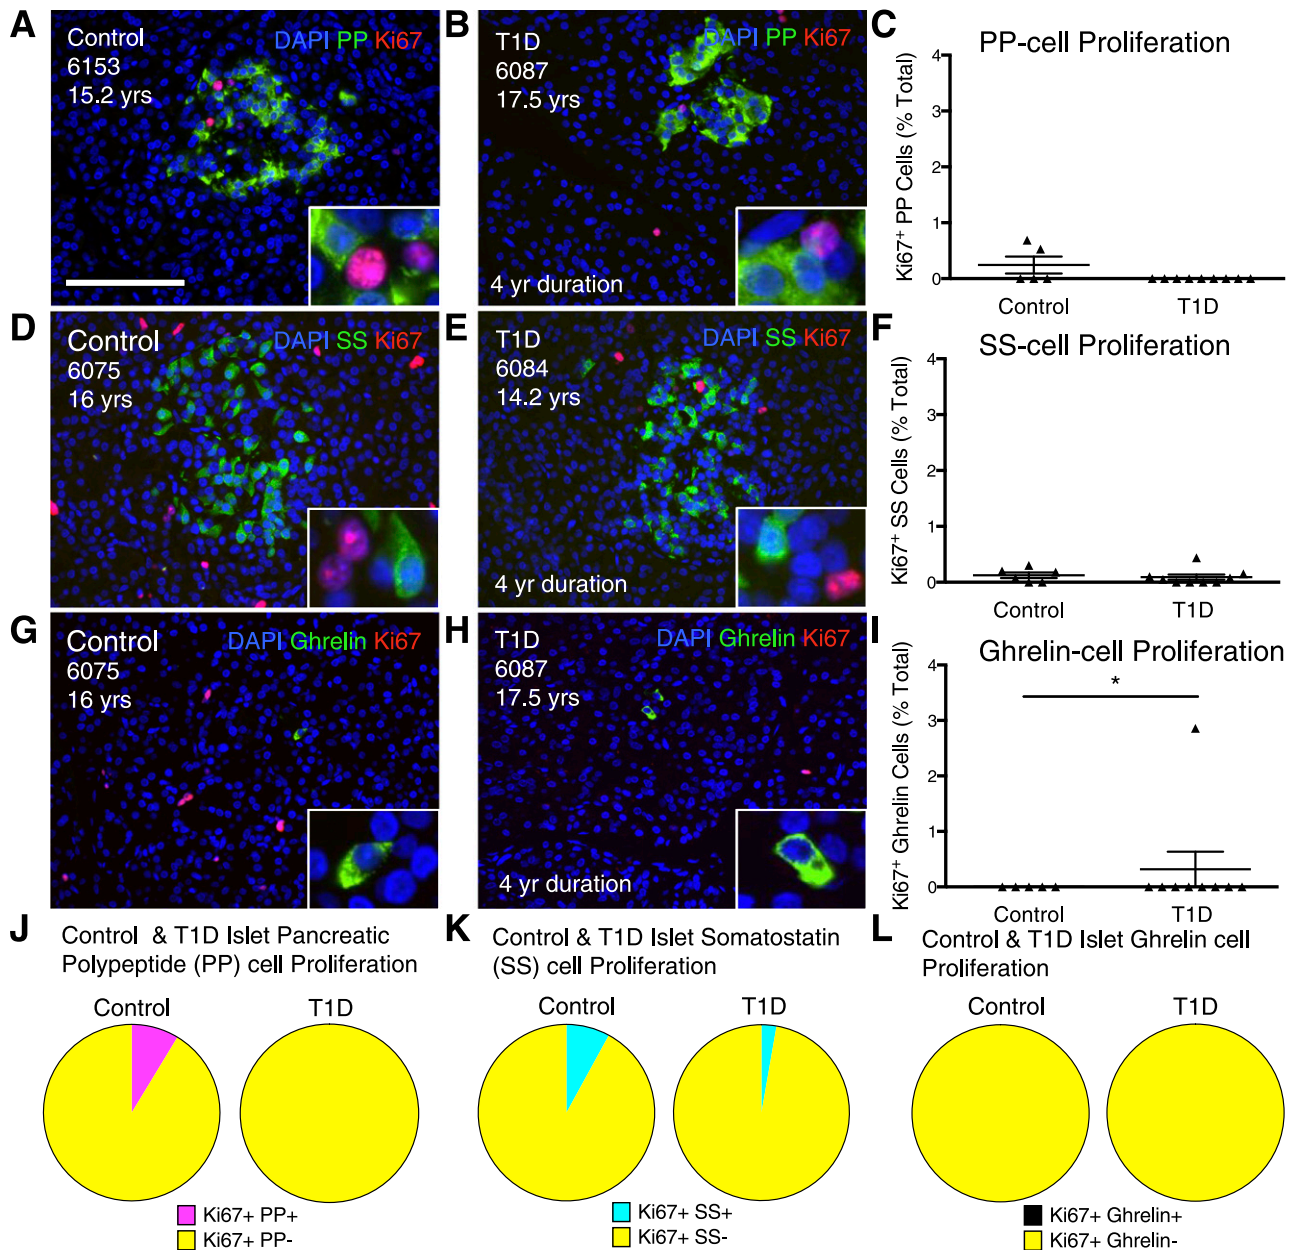 A
Control
6153
15.2 yrs
DAPI PP Ki67
B
T1D
6087
17.5 yrs
DAPI PP Ki67
4 yr duration
C
PP-cell Proliferation
Ki67+ PP Cells (% Total)
4
3
2
1
0
Control
T1D
D
Control
6075
16 yrs
DAPI SS Ki67
E
T1D
6084
14.2 yrs
DAPI SS Ki67
4 yr duration
F
SS-cell Proliferation
Ki67+ SS Cells (% Total)
4
3
2
1
0
Control
T1D
G
Control
6075
16 yrs
DAPI Ghrelin Ki67
H
T1D
6087
17.5 yrs
DAPI Ghrelin Ki67
4 yr duration
I
Ghrelin-cell Proliferation
Ki67+ Ghrelin Cells (% Total)
4
3
2
1
0
*
Control
T1D
J
Control & T1D Islet Pancreatic
Polypeptide (PP) cell Proliferation
Control
T1D
Ki67+ PP+
Ki67+ PP-
K
Control & T1D Islet Somatostatin
(SS) cell Proliferation
Control
T1D
Ki67+ SS+
Ki67+ SS-
L
Control & T1D Islet Ghrelin cell
Proliferation
Control
T1D
Ki67+ Ghrelin+
Ki67+ Ghrelin-